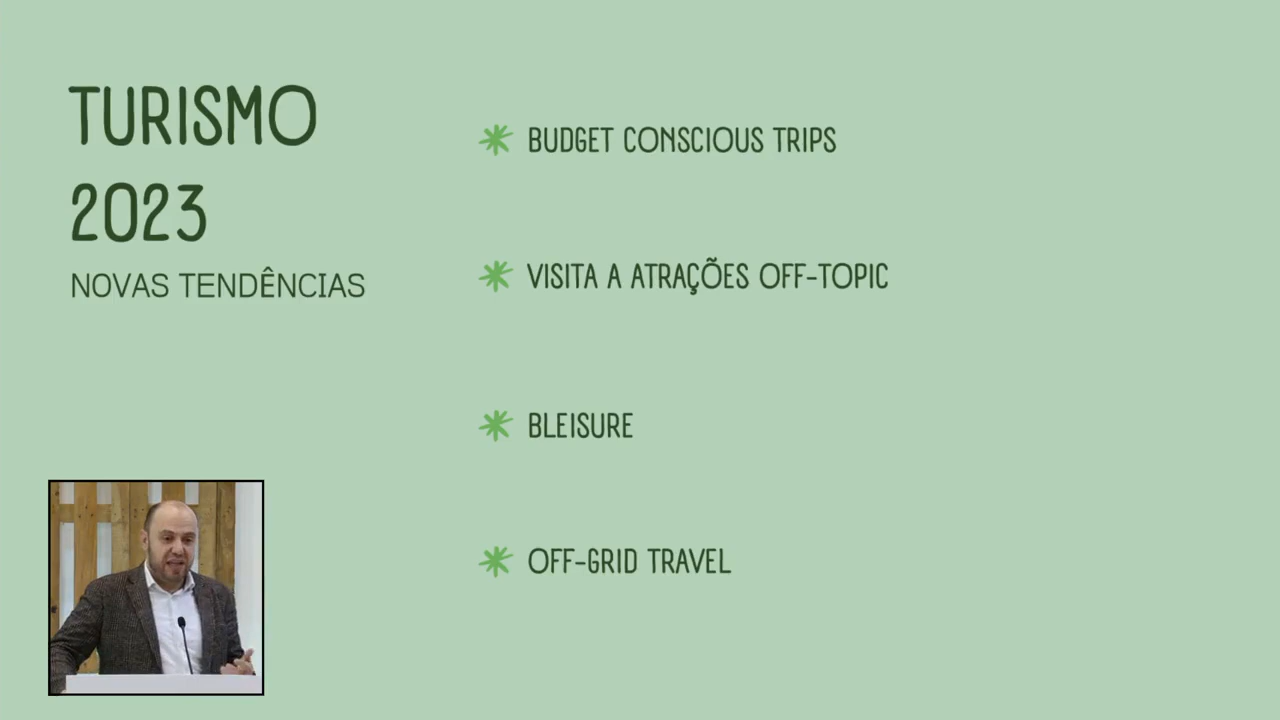 TURISMO
2023
NOVAS TENDÊNCIAS
BUDGET CONSCIOUS TRIPS
VISITA A ATRAÇÕES OFF-TOPIC
BLEISURE
OFF-GRID TRAVEL